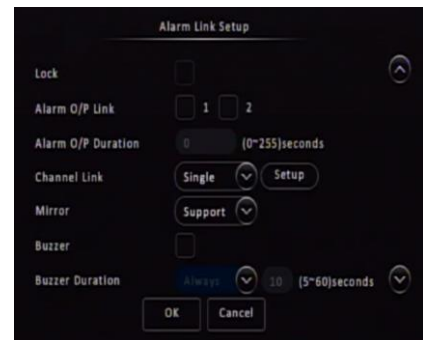 Alarm Link Setup
Lock
Alarm O/P Link 1 2
Alarm O/P Duration 0 (0~255)seconds
Channel Link Single Setup
Mirror Support
Buzzer
Buzzer Duration Always 10 (5~60)seconds
OK Cancel